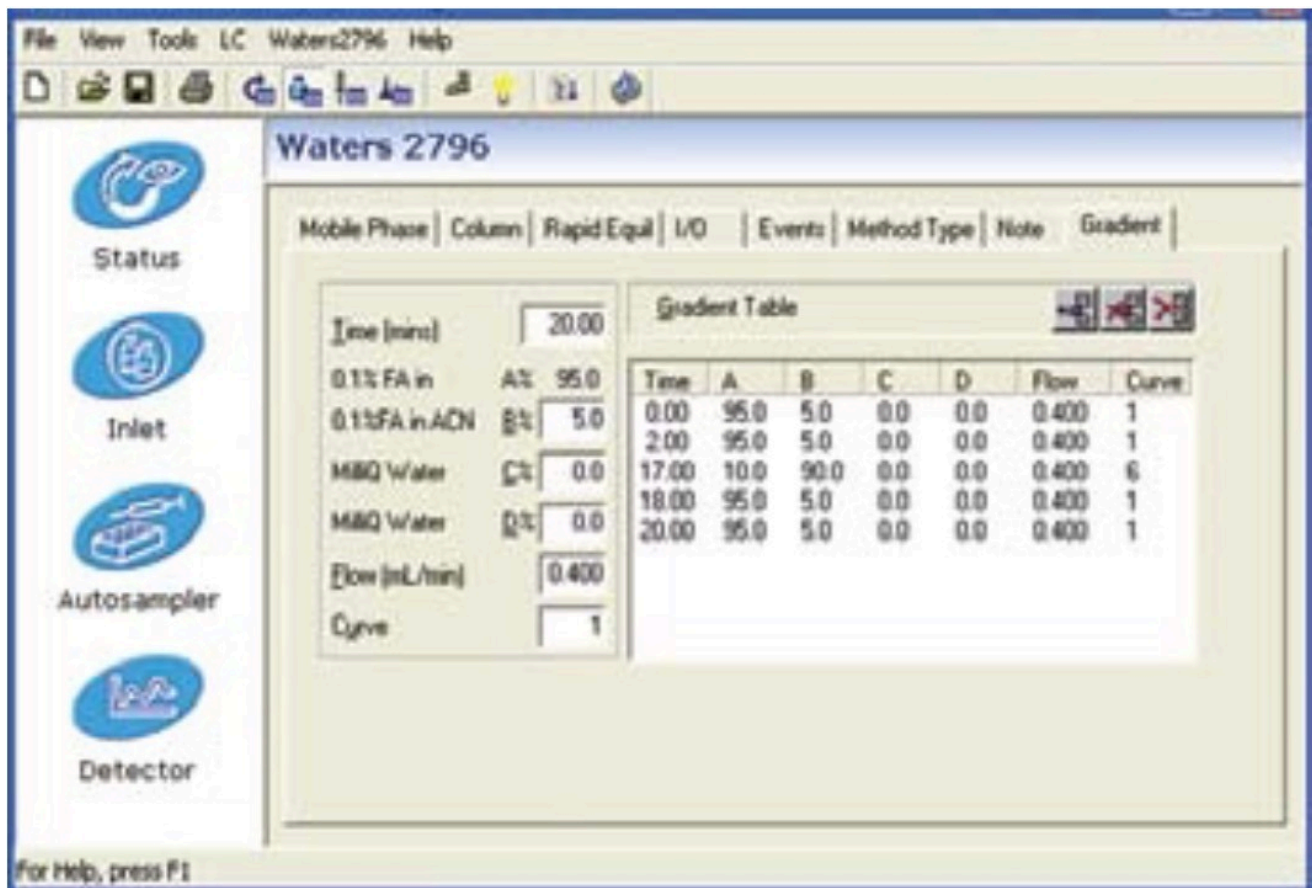 File View Tools LC Waters2796 Help
Waters 2796
Status
Inlet
Autosampler
Detector
Mobile Phase Column Rapid Equil I/O Events Method Type Note Gradient
Time (mins) 20.00
0.1% FA in A% 95.0
0.1%FA in ACN B% 5.0
MilliQ Water C% 0.0
MilliQ Water D% 0.0
Flow (mL/min) 0.400
Curve 1
Gradient Table
Time A B C D Flow Curve
0.00 95.0 5.0 0.0 0.0 0.400 1
2.00 95.0 5.0 0.0 0.0 0.400 1
17.00 10.0 90.0 0.0 0.0 0.400 6
18.00 95.0 5.0 0.0 0.0 0.400 1
20.00 95.0 5.0 0.0 0.0 0.400 1
For Help, press F1